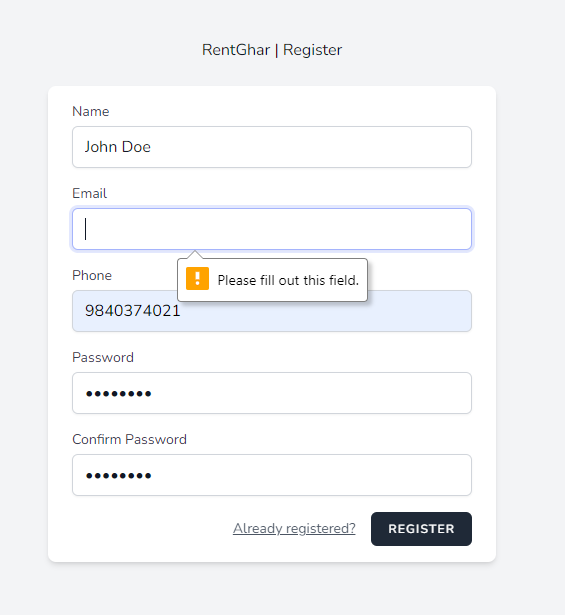 RentGhar | Register
Name
John Doe
Email
Please fill out this field.
Phone
9840374021
Password
••••••••
Confirm Password
••••••••
Already registered?
REGISTER